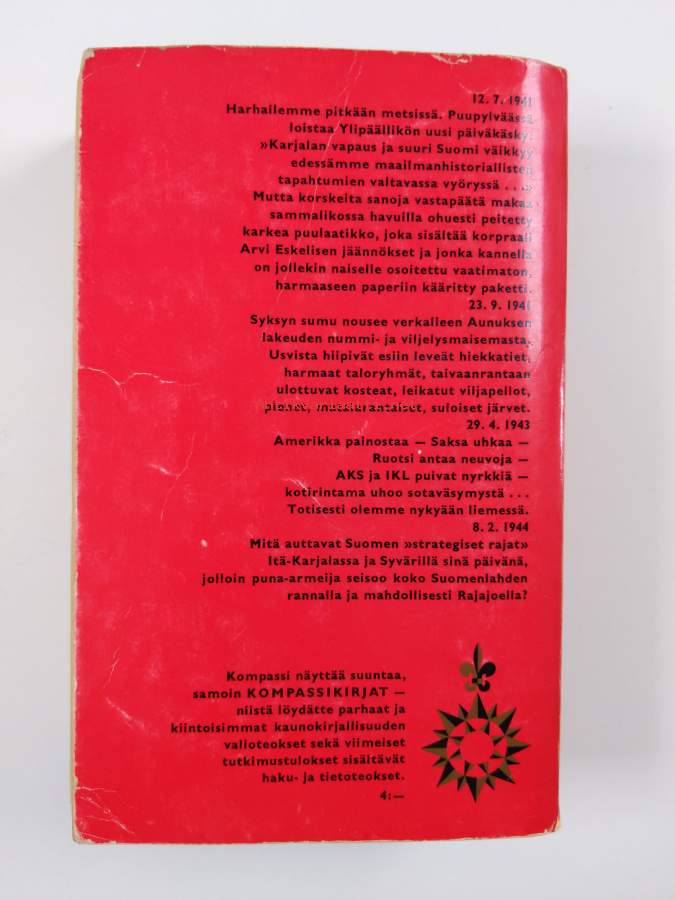 12. 7. 1941
Harhailemme pitkään metsissä. Puupylväässä
loistaa Ylipäällikön uusi päiväkäsky:
»Karjalan vapaus ja suuri Suomi väikkyy
edessämme maailmanhistoriallisten
tapahtumien valtavassa vyöryssä . . .»
Mutta korskeita sanoja vastapäätä makaa
sammalikossa havuilla ohuesti peitetty
karkea puulaatikko, joka sisältää korpraali
Arvi Eskelisen jäännökset ja jonka kannella
on jollekin naiselle osoitettu vaatimaton,
harmaaseen paperiin kääritty paketti.
23. 9. 1941
Syksyn sumu nousee verkalleen Aunuksen
lakeuden nummi- ja viljelysmaisemasta.
Usvista hiipivät esiin leveät hiekkatiet,
harmaat taloryhmät, taivaanrantaan
ulottuvat kosteat, leikatut viljapellot,
pienet, mutaiset suloiset järvet.
29. 4. 1943
Amerikka painostaa — Saksa uhkaa —
Ruotsi antaa neuvoja —
AKS ja IKL puivat nyrkkiä —
kotirintama uhoo sotaväsymystä . . .
Totisesti olemme nykyään liemessä.
8. 2. 1944
Mitä auttavat Suomen »strategiset rajat»
Itä-Karjalassa ja Syvärillä sinä päivänä,
jolloin puna-armeija seisoo koko Suomenlahden
rannalla ja mahdollisesti Rajajoella?
Kompassi näyttää suuntaa,
samoin KOMPASSIKIRJAT —
niistä löydätte parhaat ja
kiintoisimmat kaunokirjallisuuden
valioteokset sekä viimeiset
tutkimustulokset sisältävät
haku- ja tietoteokset.
4:—